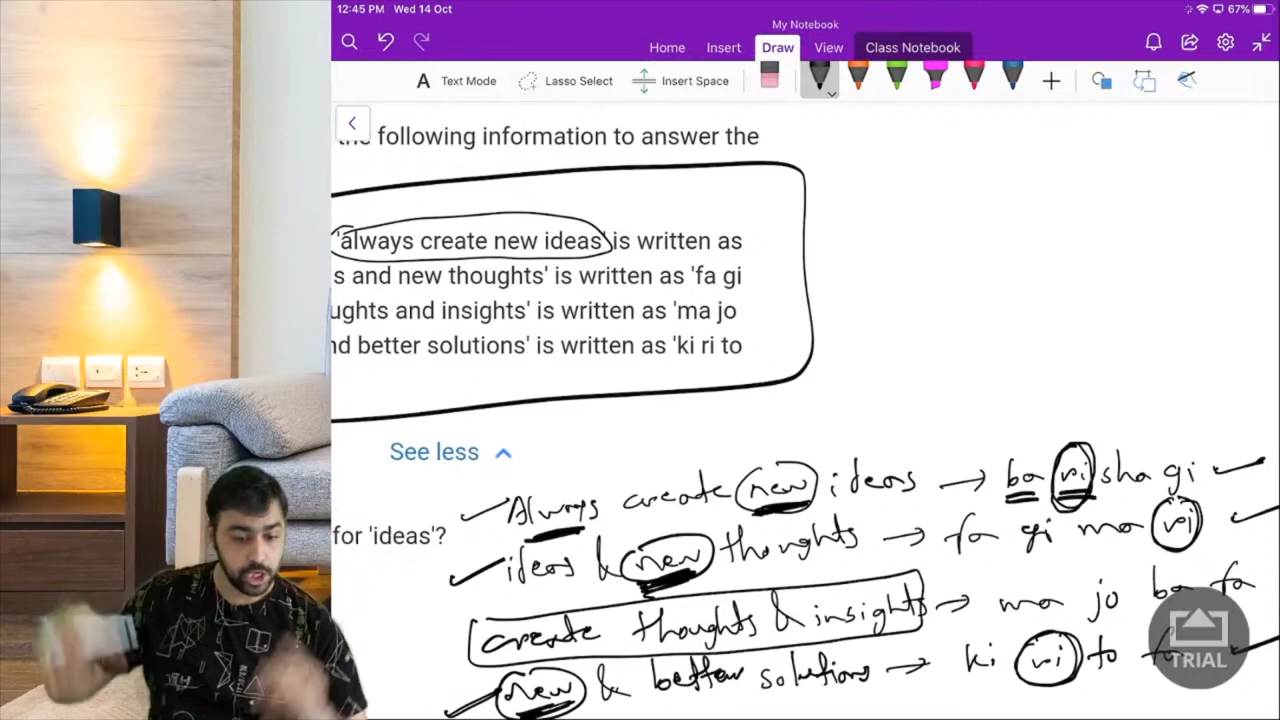 12:45 PM Wed 14 Oct
67%
My Notebook
Home Insert Draw View Class Notebook
Text Mode Lasso Select Insert Space
the following information to answer the
'always create new ideas' is written as
s and new thoughts' is written as 'fa gi
ughts and insights' is written as 'ma jo
nd better solutions' is written as 'ki ri to
See less
for 'ideas'?
Always create new ideas → ba ri sha gi
ideas & new thoughts → fa gi ma ri
create thoughts & insights → ma jo ba fa
new & better solutions → ki ri to fa
TRIAL